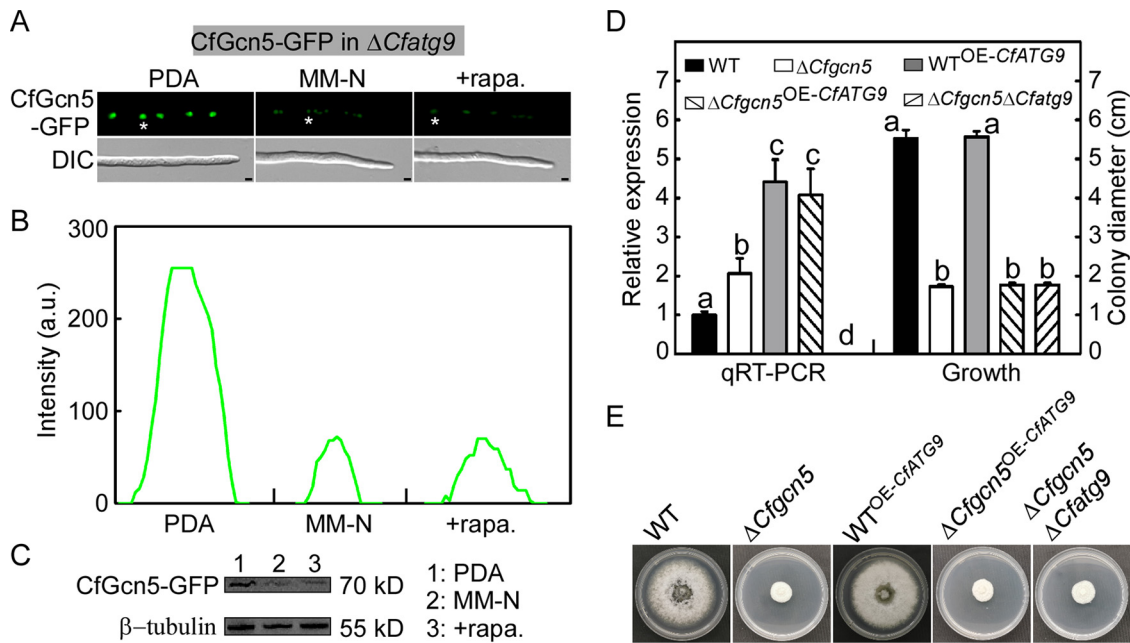 A
CfGcn5-GFP in ΔCfatg9
PDA MM-N +rapa.
CfGcn5
-GFP
* * *
DIC
B
300
200
100
0
Intensity (a.u.)
PDA MM-N +rapa.
C
1 2 3
CfGcn5-GFP 70 kD
β-tubulin 55 kD
1: PDA
2: MM-N
3: +rapa.
D
WT ΔCfgcn5 WT^OE-CfATG9
ΔCfgcn5^OE-CfATG9 ΔCfgcn5ΔCfatg9
Relative expression
7
6
5
4
3
2
1
0
a b c c d
a b a b b
7
6
5
4
3
2
1
0
Colony diameter (cm)
qRT-PCR Growth
E
WT
ΔCfgcn5
WT^OE-CfATG9
ΔCfgcn5^OE-CfATG9
ΔCfgcn5
ΔCfatg9